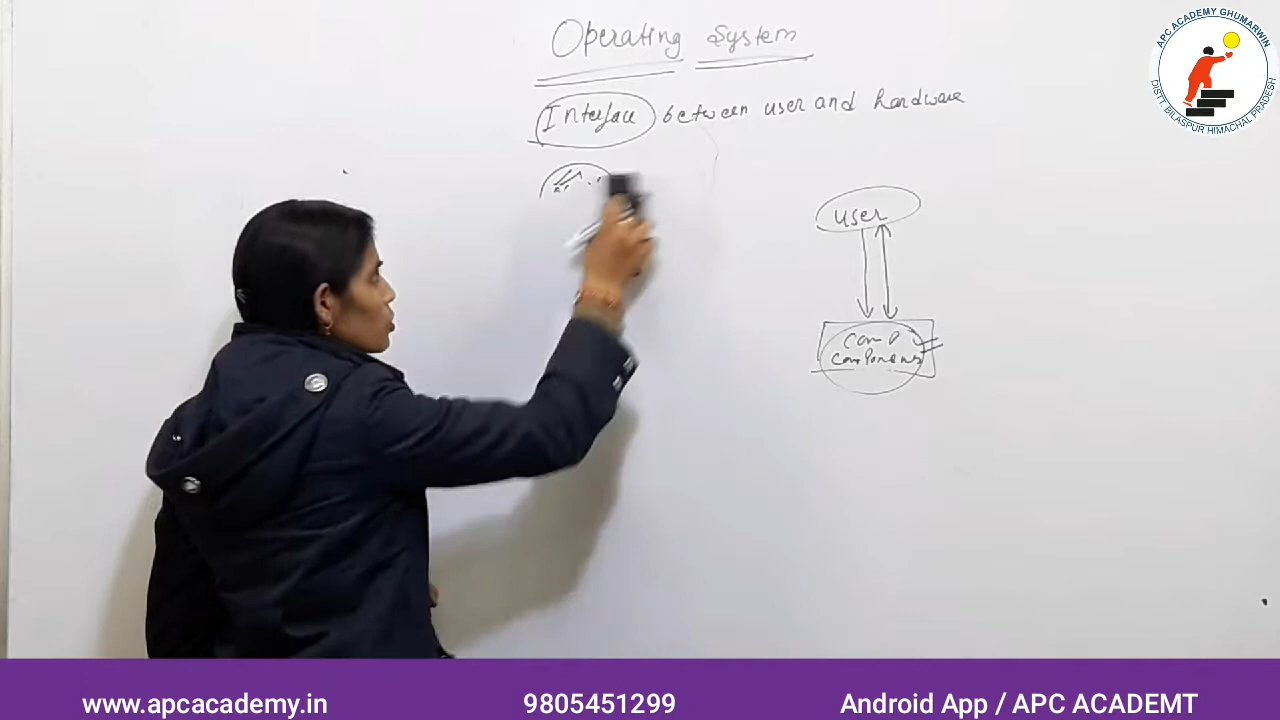 Operating System
Interface between user and hardware
user
comp
components
APC ACADEMY GHUMARWIN
DISTT. BILASPUR HIMACHAL PRADESH
www.apcacademy.in
9805451299
Android App / APC ACADEMT